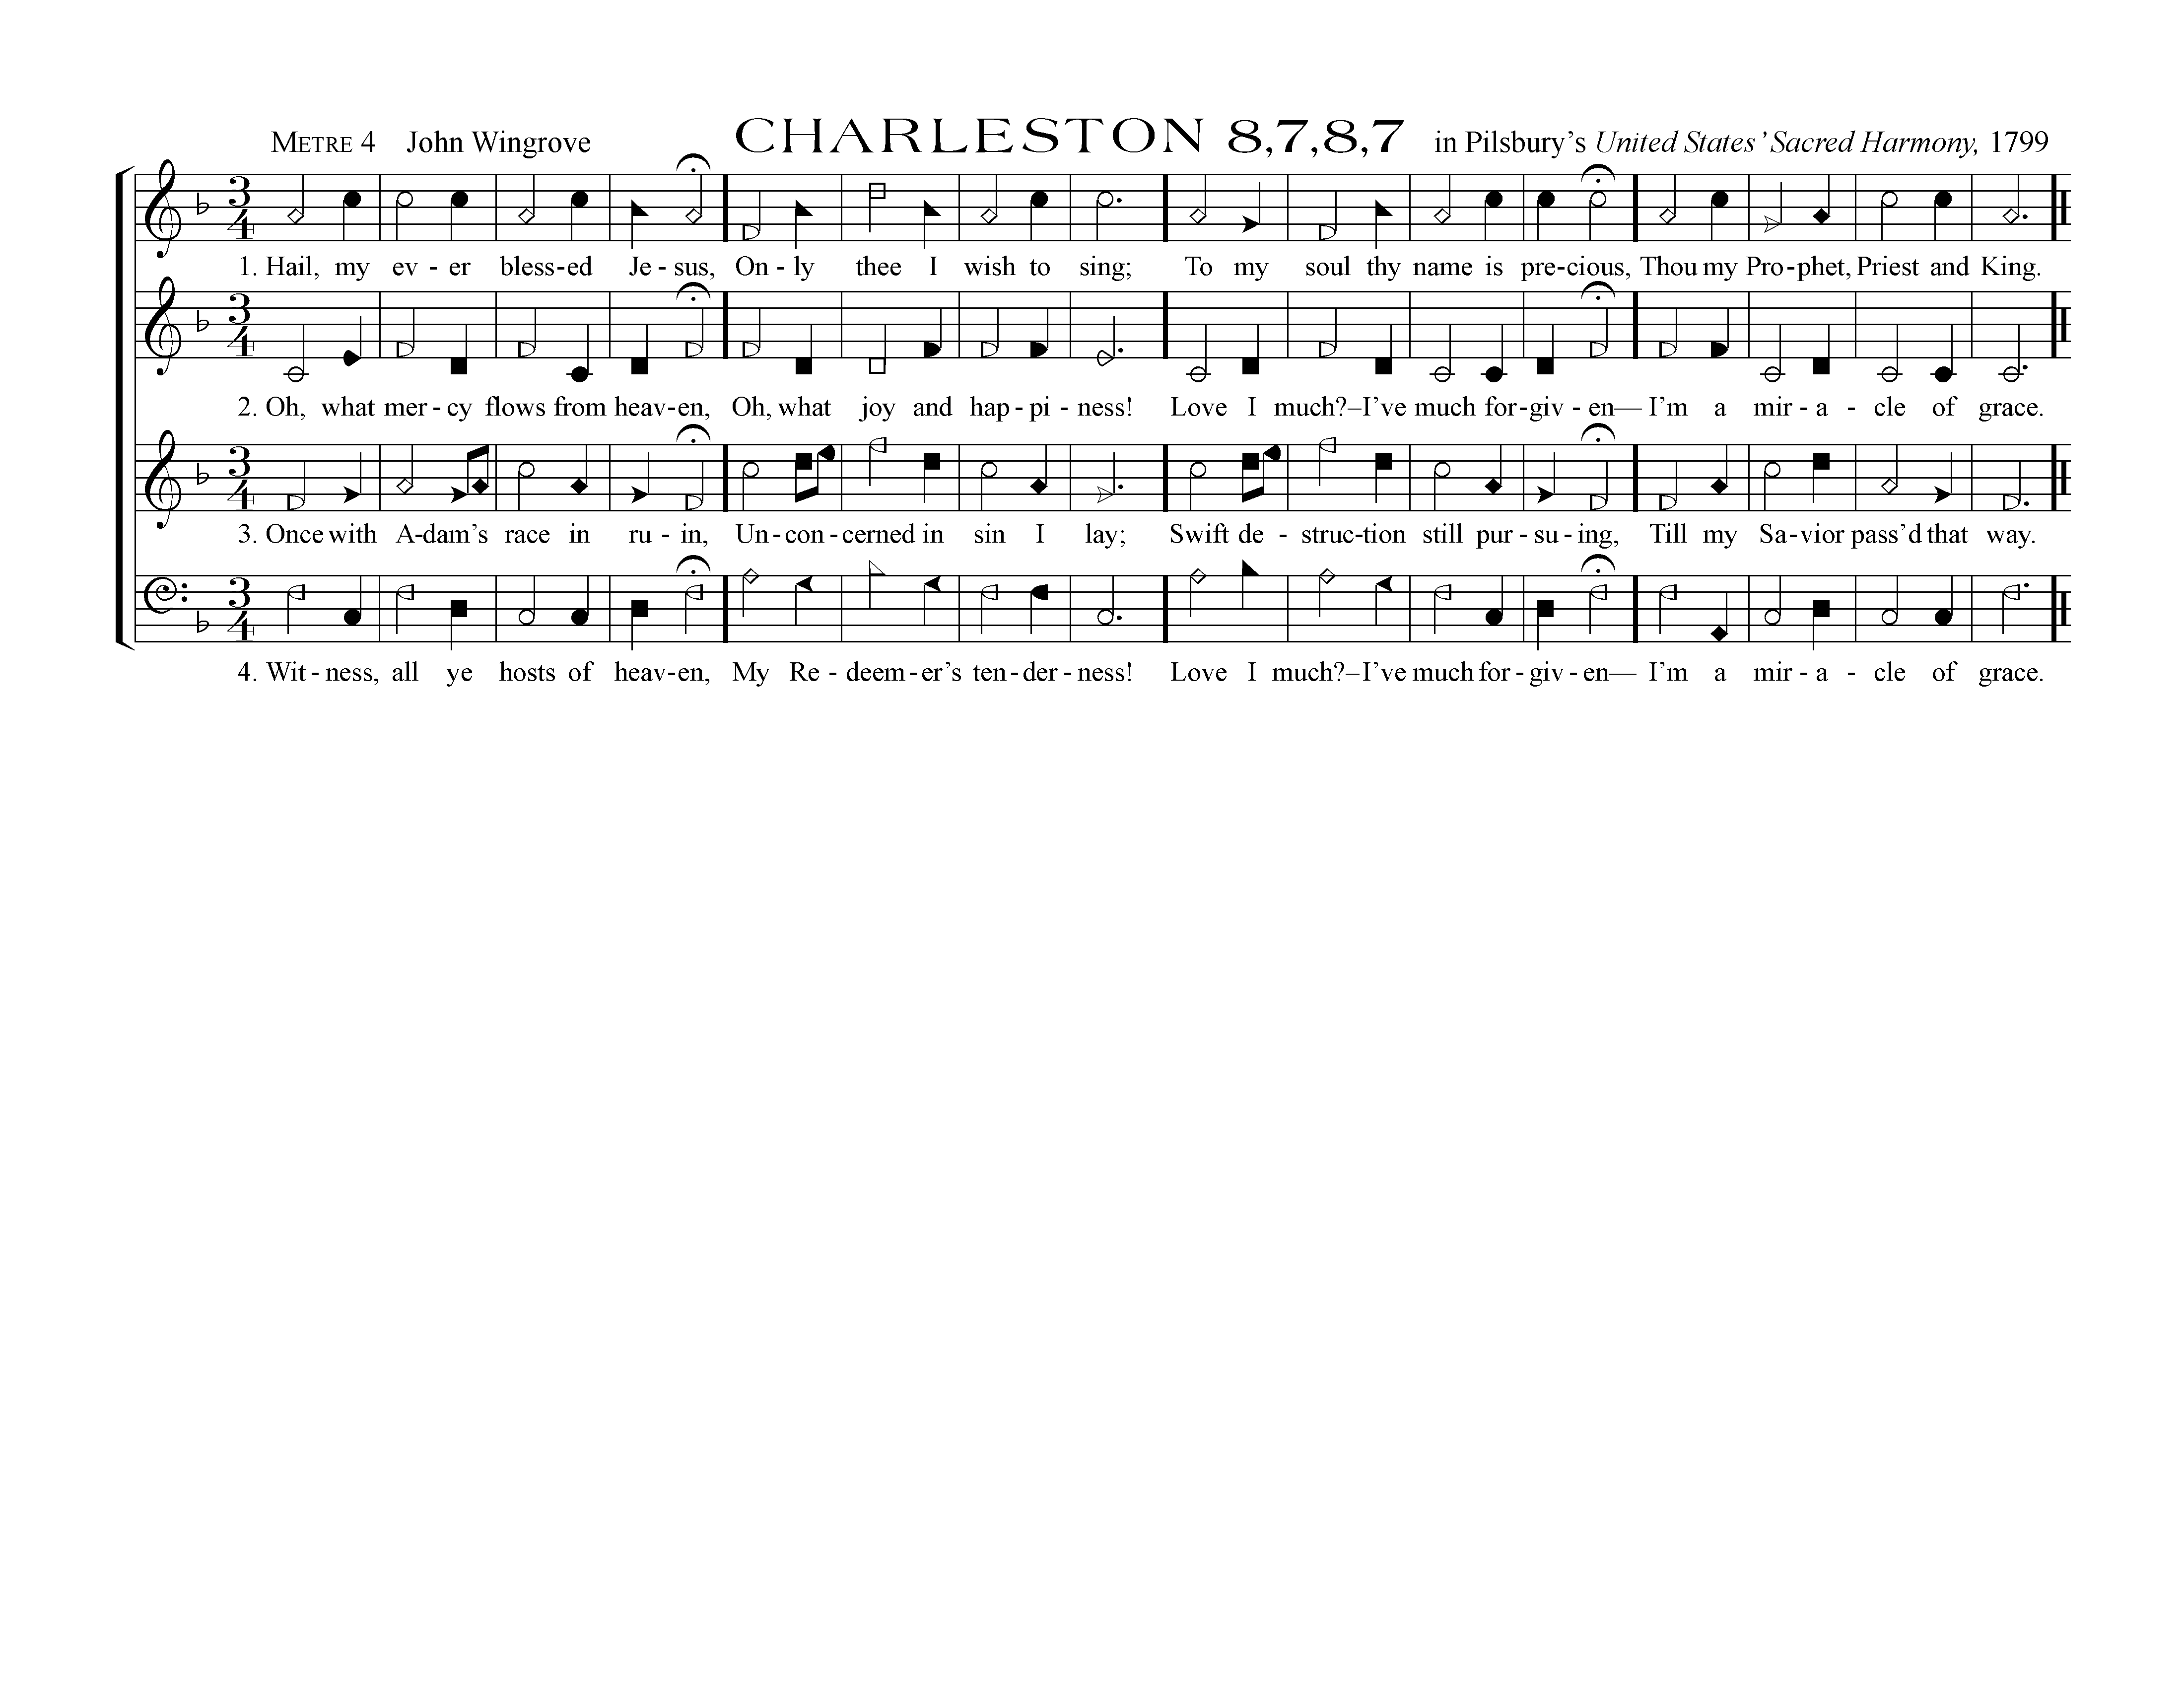 METRE 4 John Wingrove CHARLESTON 8,7,8,7 in Pilsbury’s United States’ Sacred Harmony, 1799
3 4
1. Hail, my ev - er bless-ed Je - sus, On - ly thee I wish to sing; To my soul thy name is pre-cious, Thou my Pro-phet, Priest and King.
3 4
2. Oh, what mer - cy flows from heav-en, Oh, what joy and hap - pi - ness! Love I much?–I’ve much for-giv - en— I’m a mir - a - cle of grace.
3 4
3. Once with A-dam’s race in ru - in, Un-con-cerned in sin I lay; Swift de - struc-tion still pur - su - ing, Till my Sa-vior pass’d that way.
3 4
4. Wit - ness, all ye hosts of heav-en, My Re - deem-er’s ten-der-ness! Love I much?–I’ve much for-giv-en— I’m a mir - a - cle of grace.